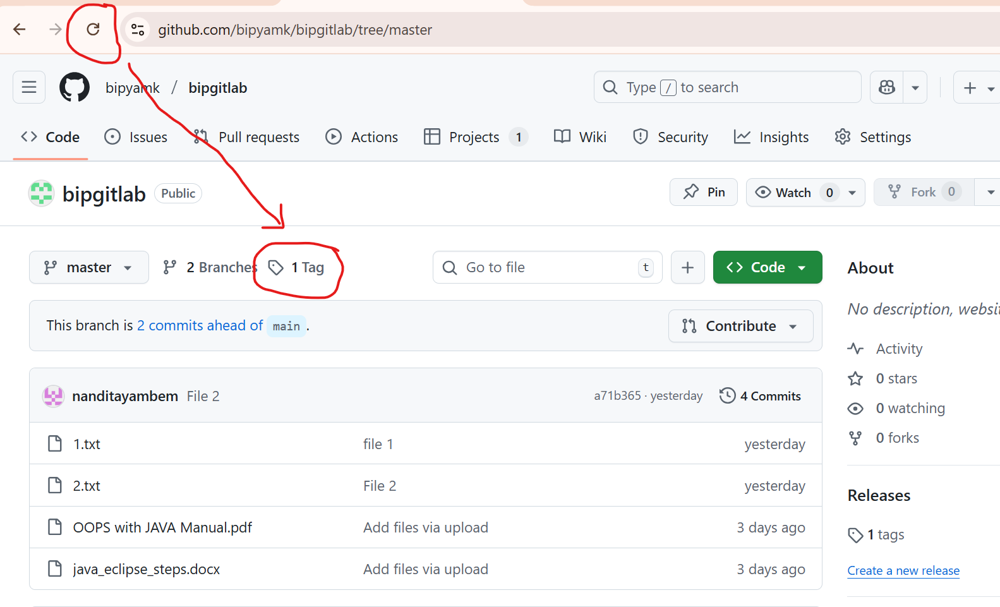 github.com/bipyamk/bipgitlab/tree/master
bipyamk / bipgitlab
Type / to search
Code Issues Pull requests Actions Projects 1 Wiki Security Insights Settings
bipgitlab Public
Pin Watch 0 Fork 0
master 2 Branches 1 Tag Go to file t Code
This branch is 2 commits ahead of main .
Contribute
nanditayambem File 2 a71b365 · yesterday 4 Commits
1.txt file 1 yesterday
2.txt File 2 yesterday
OOPS with JAVA Manual.pdf Add files via upload 3 days ago
java_eclipse_steps.docx Add files via upload 3 days ago
About
No description, websit
Activity
0 stars
0 watching
0 forks
Releases
1 tags
Create a new release